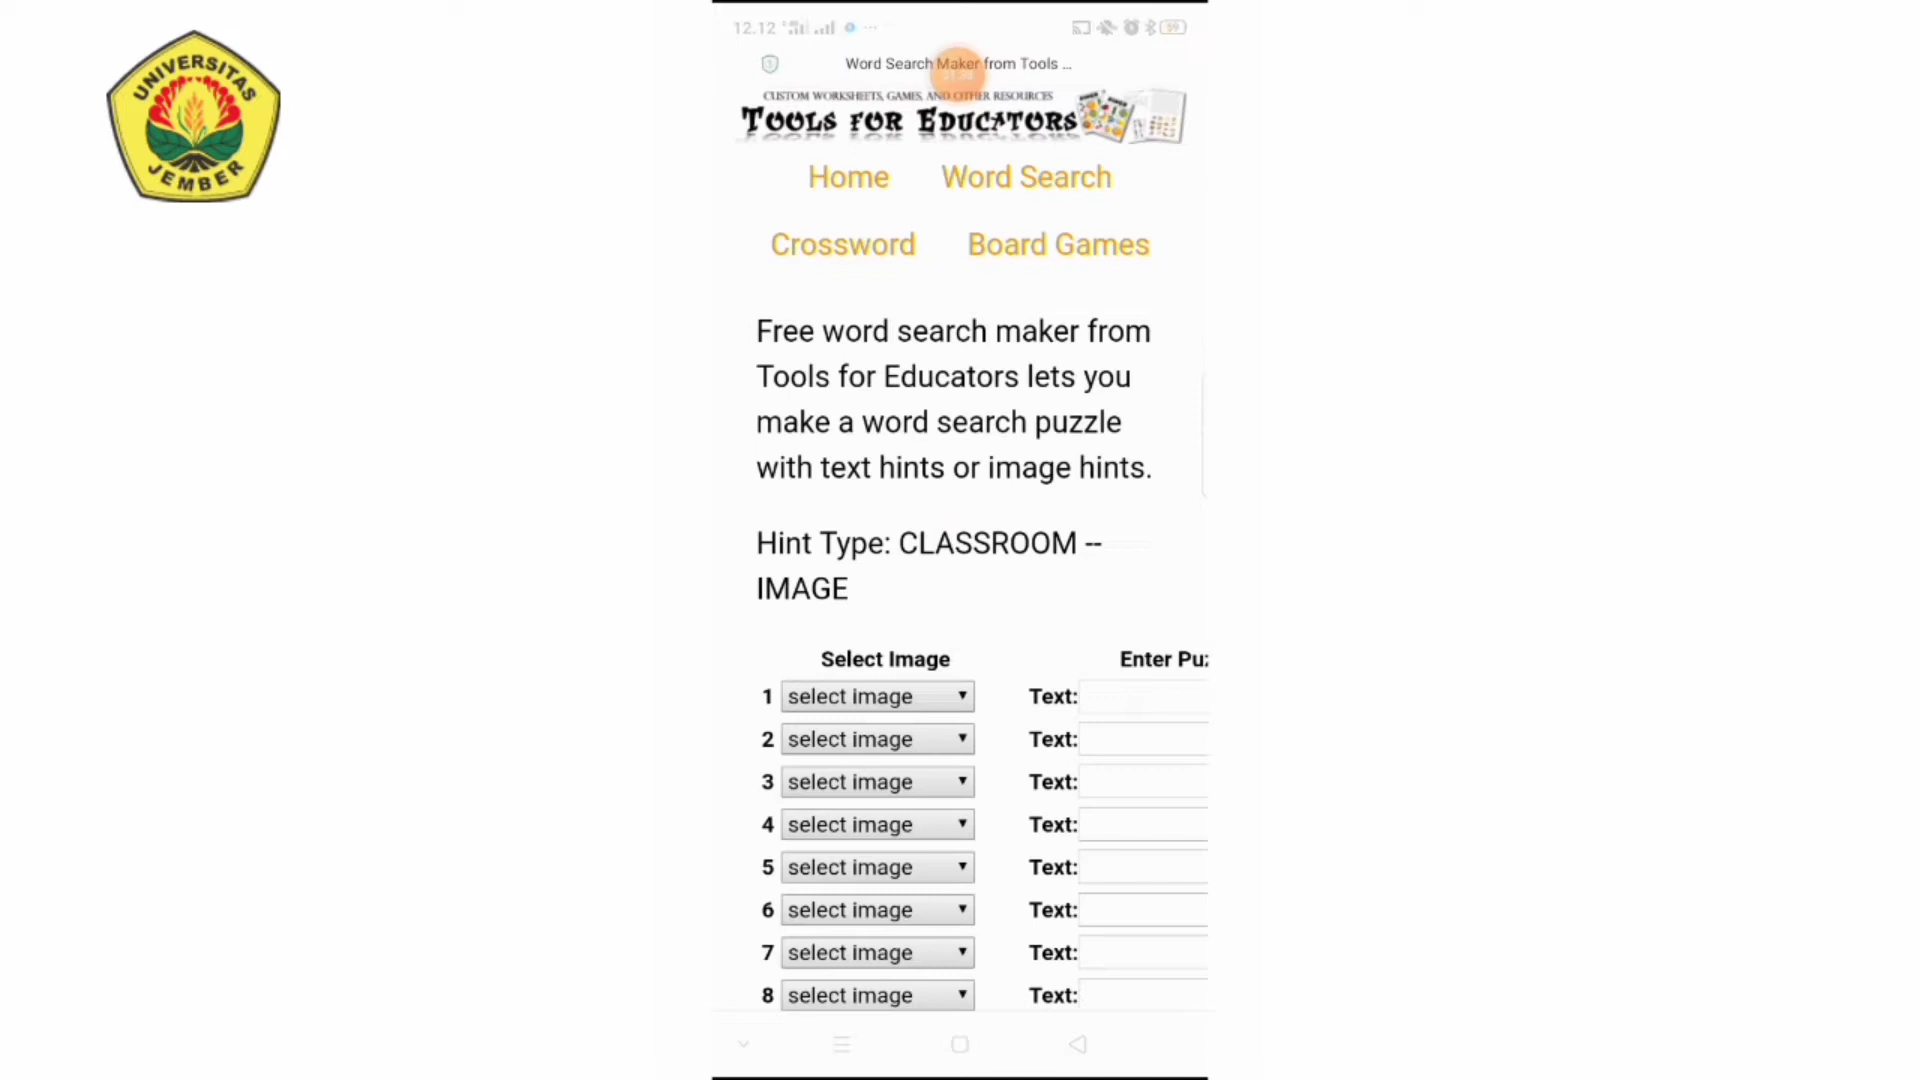 UNIVERSITAS
JEMBER
12.12
59
Word Search Maker from Tools ...
CUSTOM WORKSHEETS, GAMES, AND OTHER RESOURCES
TOOLS FOR EDUCATORS
Home Word Search
Crossword Board Games
Free word search maker from
Tools for Educators lets you
make a word search puzzle
with text hints or image hints.
Hint Type: CLASSROOM --
IMAGE
Select Image Enter Pu
1 select image Text:
2 select image Text:
3 select image Text:
4 select image Text:
5 select image Text:
6 select image Text:
7 select image Text:
8 select image Text: